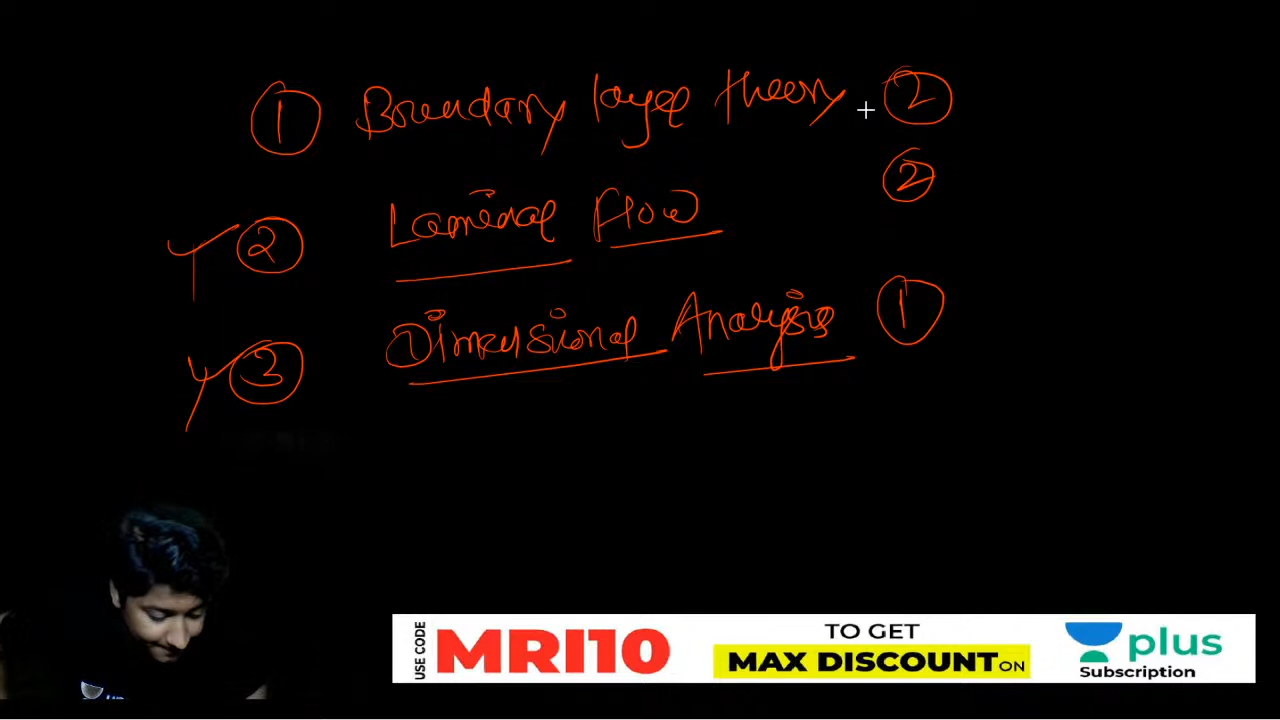 1 Boundary layer theory 2
2
2 Laminar flow
3 Dimensional Analysis 1
USE CODE MRI10 TO GET MAX DISCOUNT ON plus Subscription